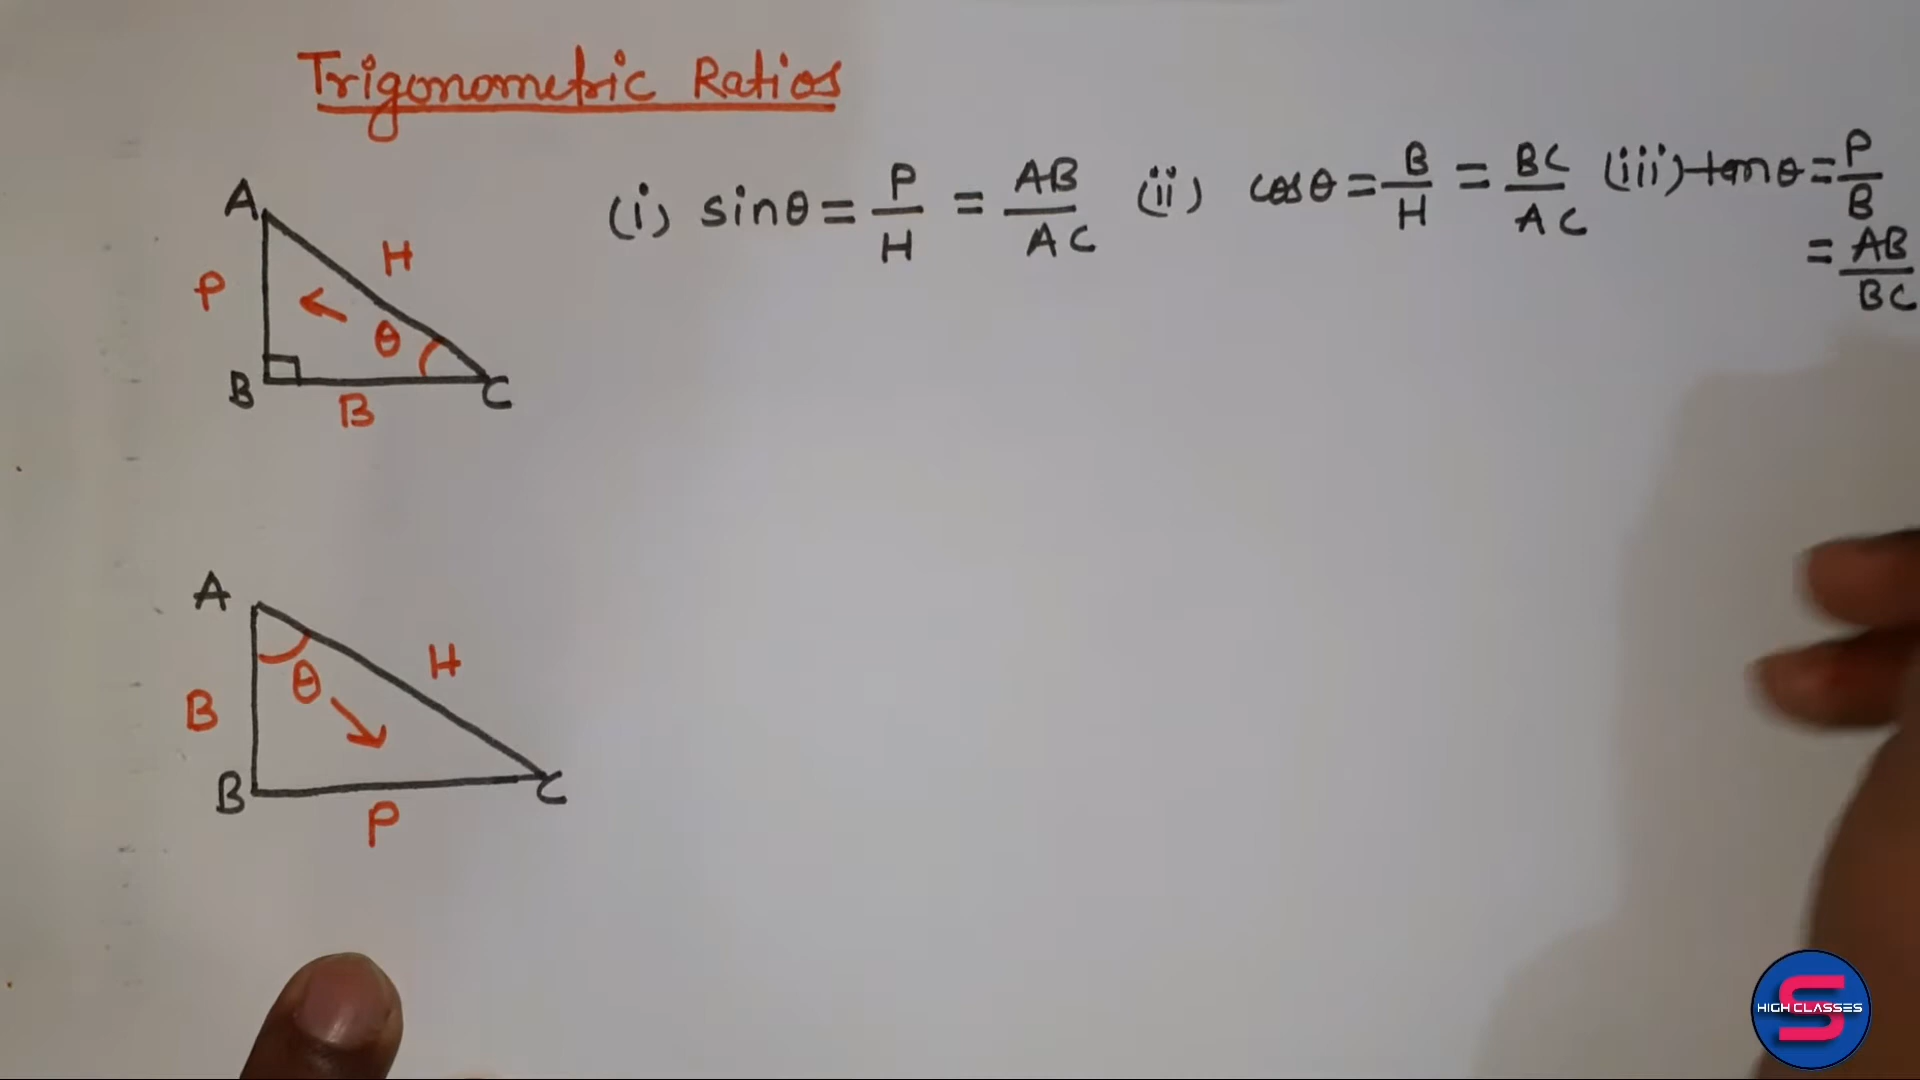 Trigonometric Ratios
(i) sinθ = P/H = AB/AC (ii) cosθ = B/H = BC/AC (iii) tanθ = P/B
= AB/BC
A
H
P
θ
B
C
B
A
H
θ
B
B
C
P
S
HIGH CLASSES